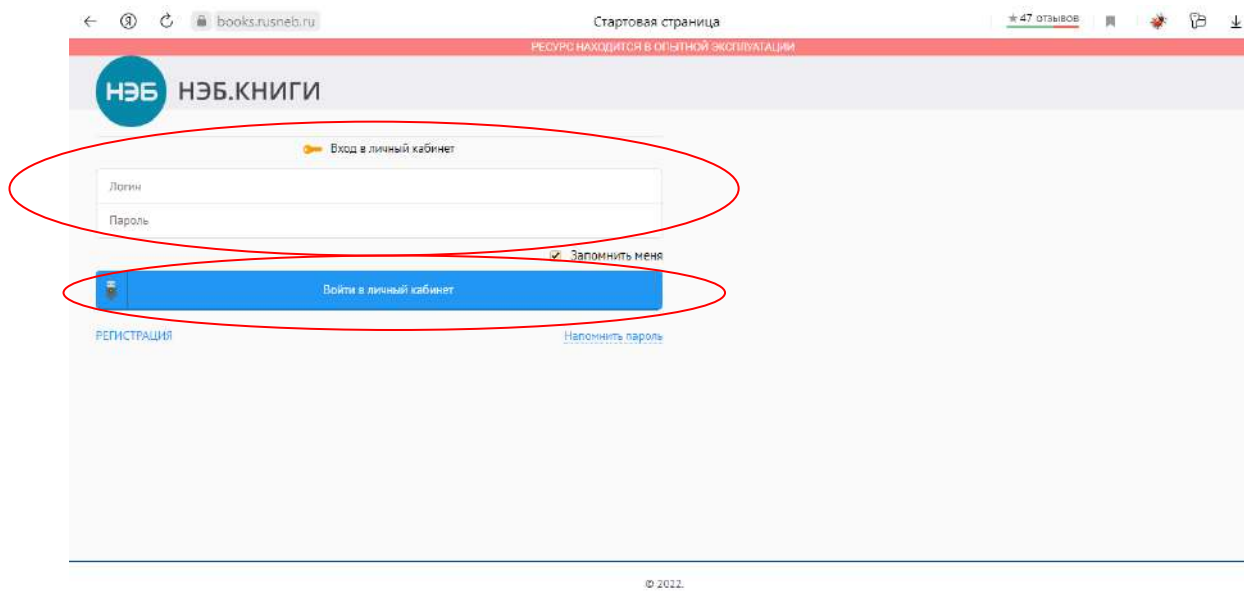 books.rusneb.ru Стартовая страница ★ 47 отзывов
РЕСУРС НАХОДИТСЯ В ОПЫТНОЙ ЭКСПЛУАТАЦИИ
НЭБ НЭБ.КНИГИ
Вход в личный кабинет
Логин
Пароль
Запомнить меня
Войти в личный кабинет
РЕГИСТРАЦИЯ Напомнить пароль
© 2022.